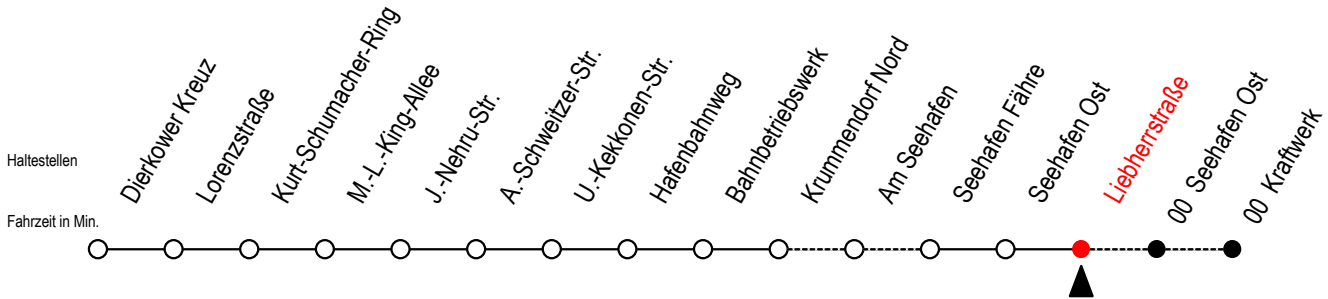 Haltestellen
Dierkower Kreuz
Lorenzstraße
Kurt-Schumacher-Ring
M.-L.-King-Allee
J.-Nehru-Str.
A.-Schweitzer-Str.
U.-Kekkonen-Str.
Hafenbahnweg
Bahnbetriebswerk
Krummendorf Nord
Am Seehafen
Seehafen Fähre
Seehafen Ost
Liebherrstraße
00 Seehafen Ost
00 Kraftwerk
Fahrzeit in Min.